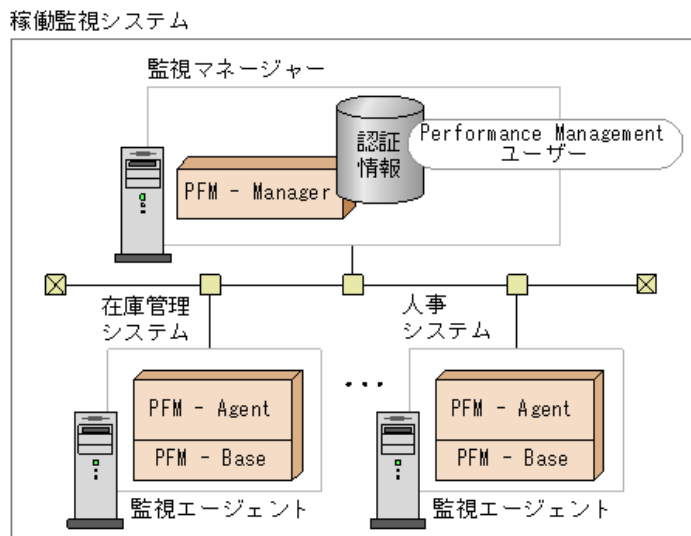 稼働監視システム
監視マネージャー
認証
情報
Performance Management
ユーザー
PFM - Manager
在庫管理
システム
人事
システム
PFM - Agent
PFM - Base
監視エージェント
...
PFM - Agent
PFM - Base
監視エージェント